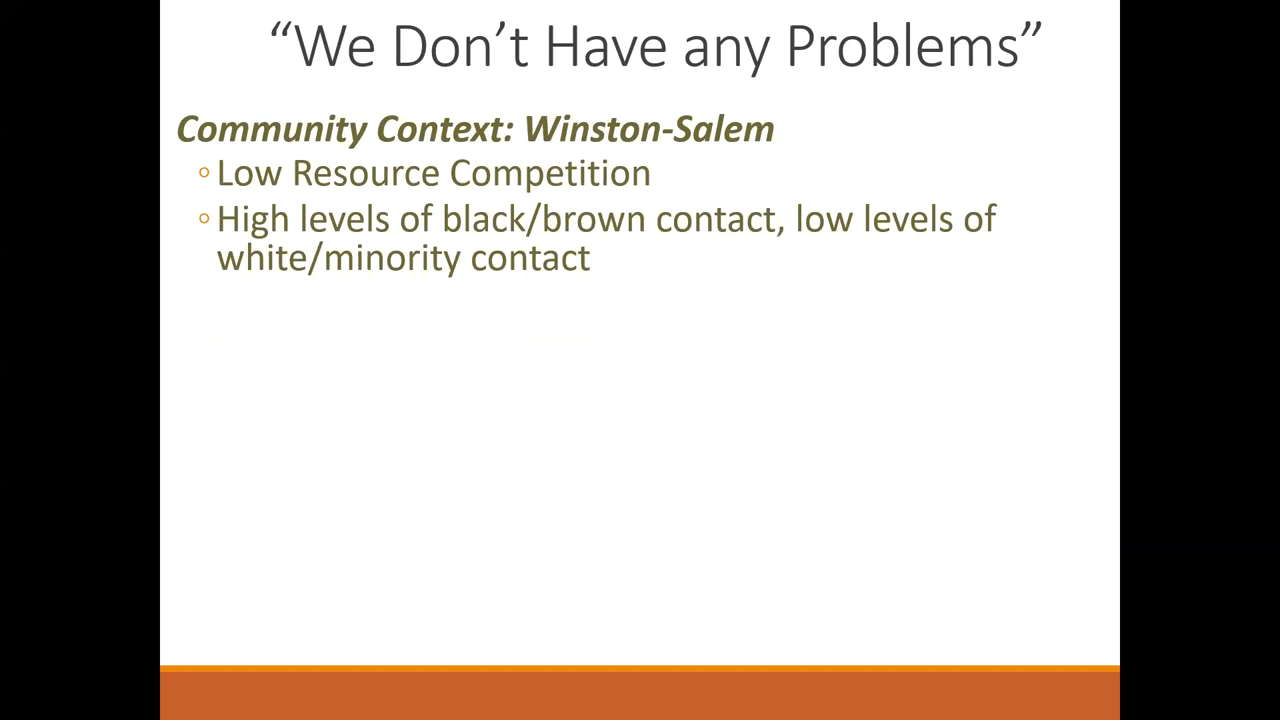 “We Don’t Have any Problems”
Community Context: Winston-Salem
◦Low Resource Competition
◦High levels of black/brown contact, low levels of
white/minority contact